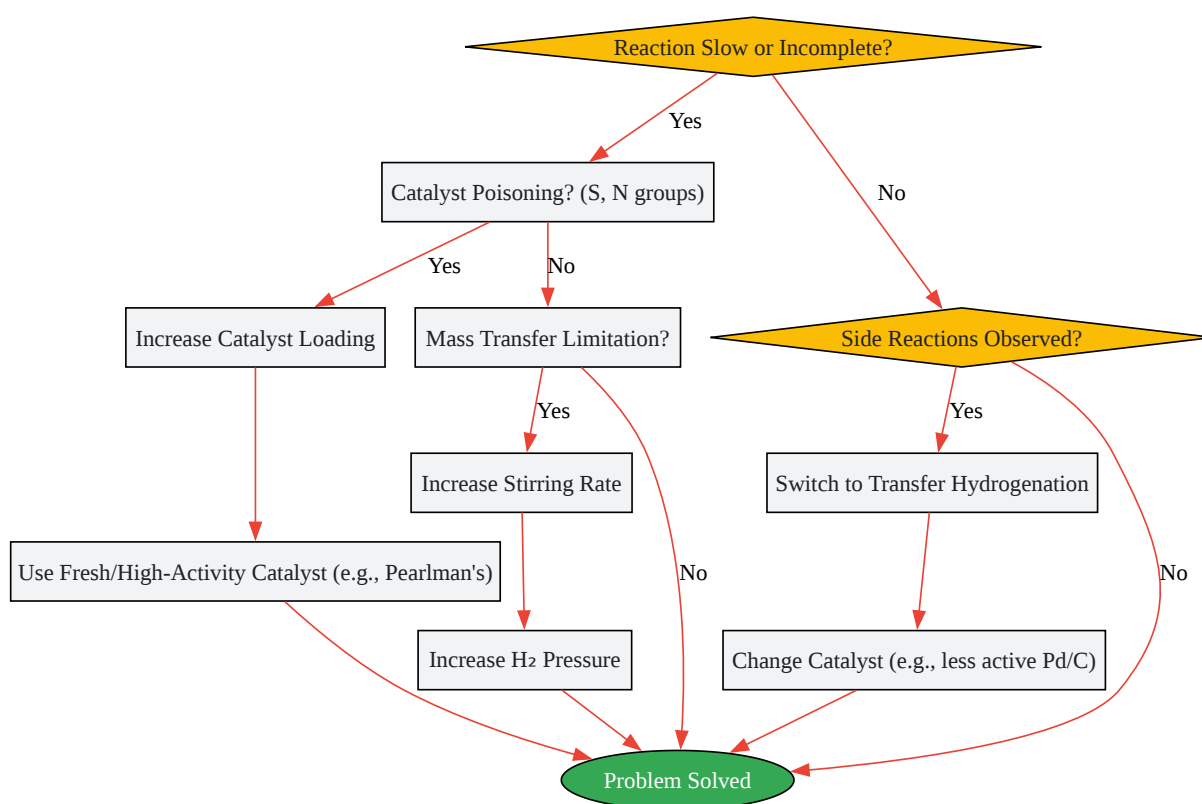 Reaction Slow or Incomplete?
Yes
Catalyst Poisoning? (S, N groups)
No
Yes
No
Increase Catalyst Loading
Mass Transfer Limitation?
Side Reactions Observed?
Yes
Yes
Increase Stirring Rate
Switch to Transfer Hydrogenation
Use Fresh/High-Activity Catalyst (e.g., Pearlman's)
No
No
Increase H₂ Pressure
Change Catalyst (e.g., less active Pd/C)
Problem Solved